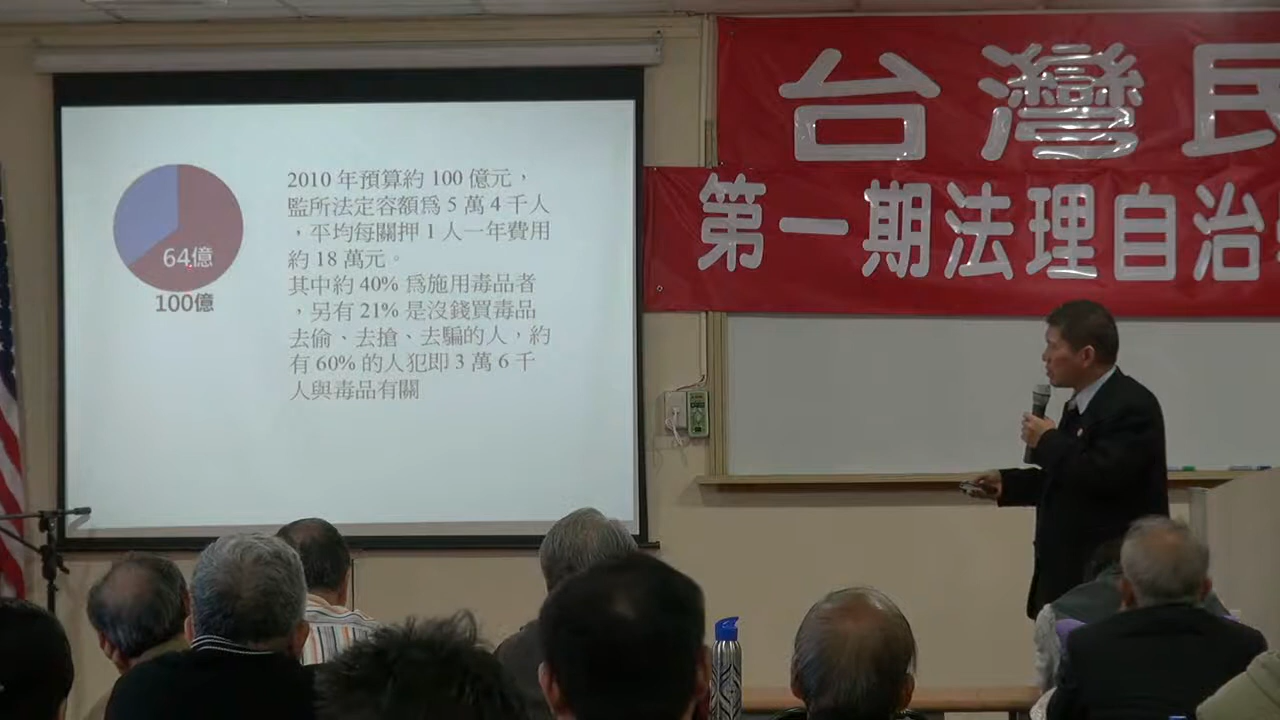 64億
100億
2010 年預算約 100 億元，
監所法定容額為 5 萬 4 千人
，平均每關押 1 人一年費用
約 18 萬元。
其中約 40% 為施用毒品者
，另有 21% 是沒錢買毒品
去偷、去搶、去騙的人，約
有 60% 的人犯即 3 萬 6 千
人與毒品有關
台灣民
第一期法理自治